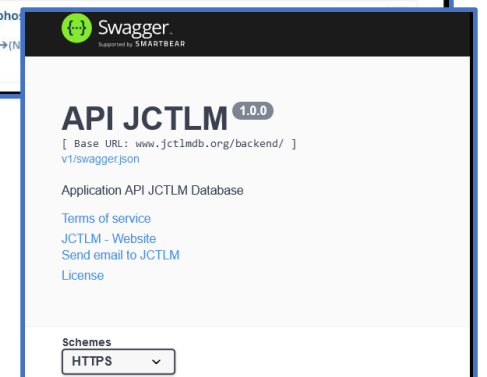 Swagger.
Supported by SMARTBEAR
API JCTLM 1.0.0
[ Base URL: www.jctlmdb.org/backend/ ]
v1/swagger.json
Application API JCTLM Database
Terms of service
JCTLM - Website
Send email to JCTLM
License
Schemes
HTTPS